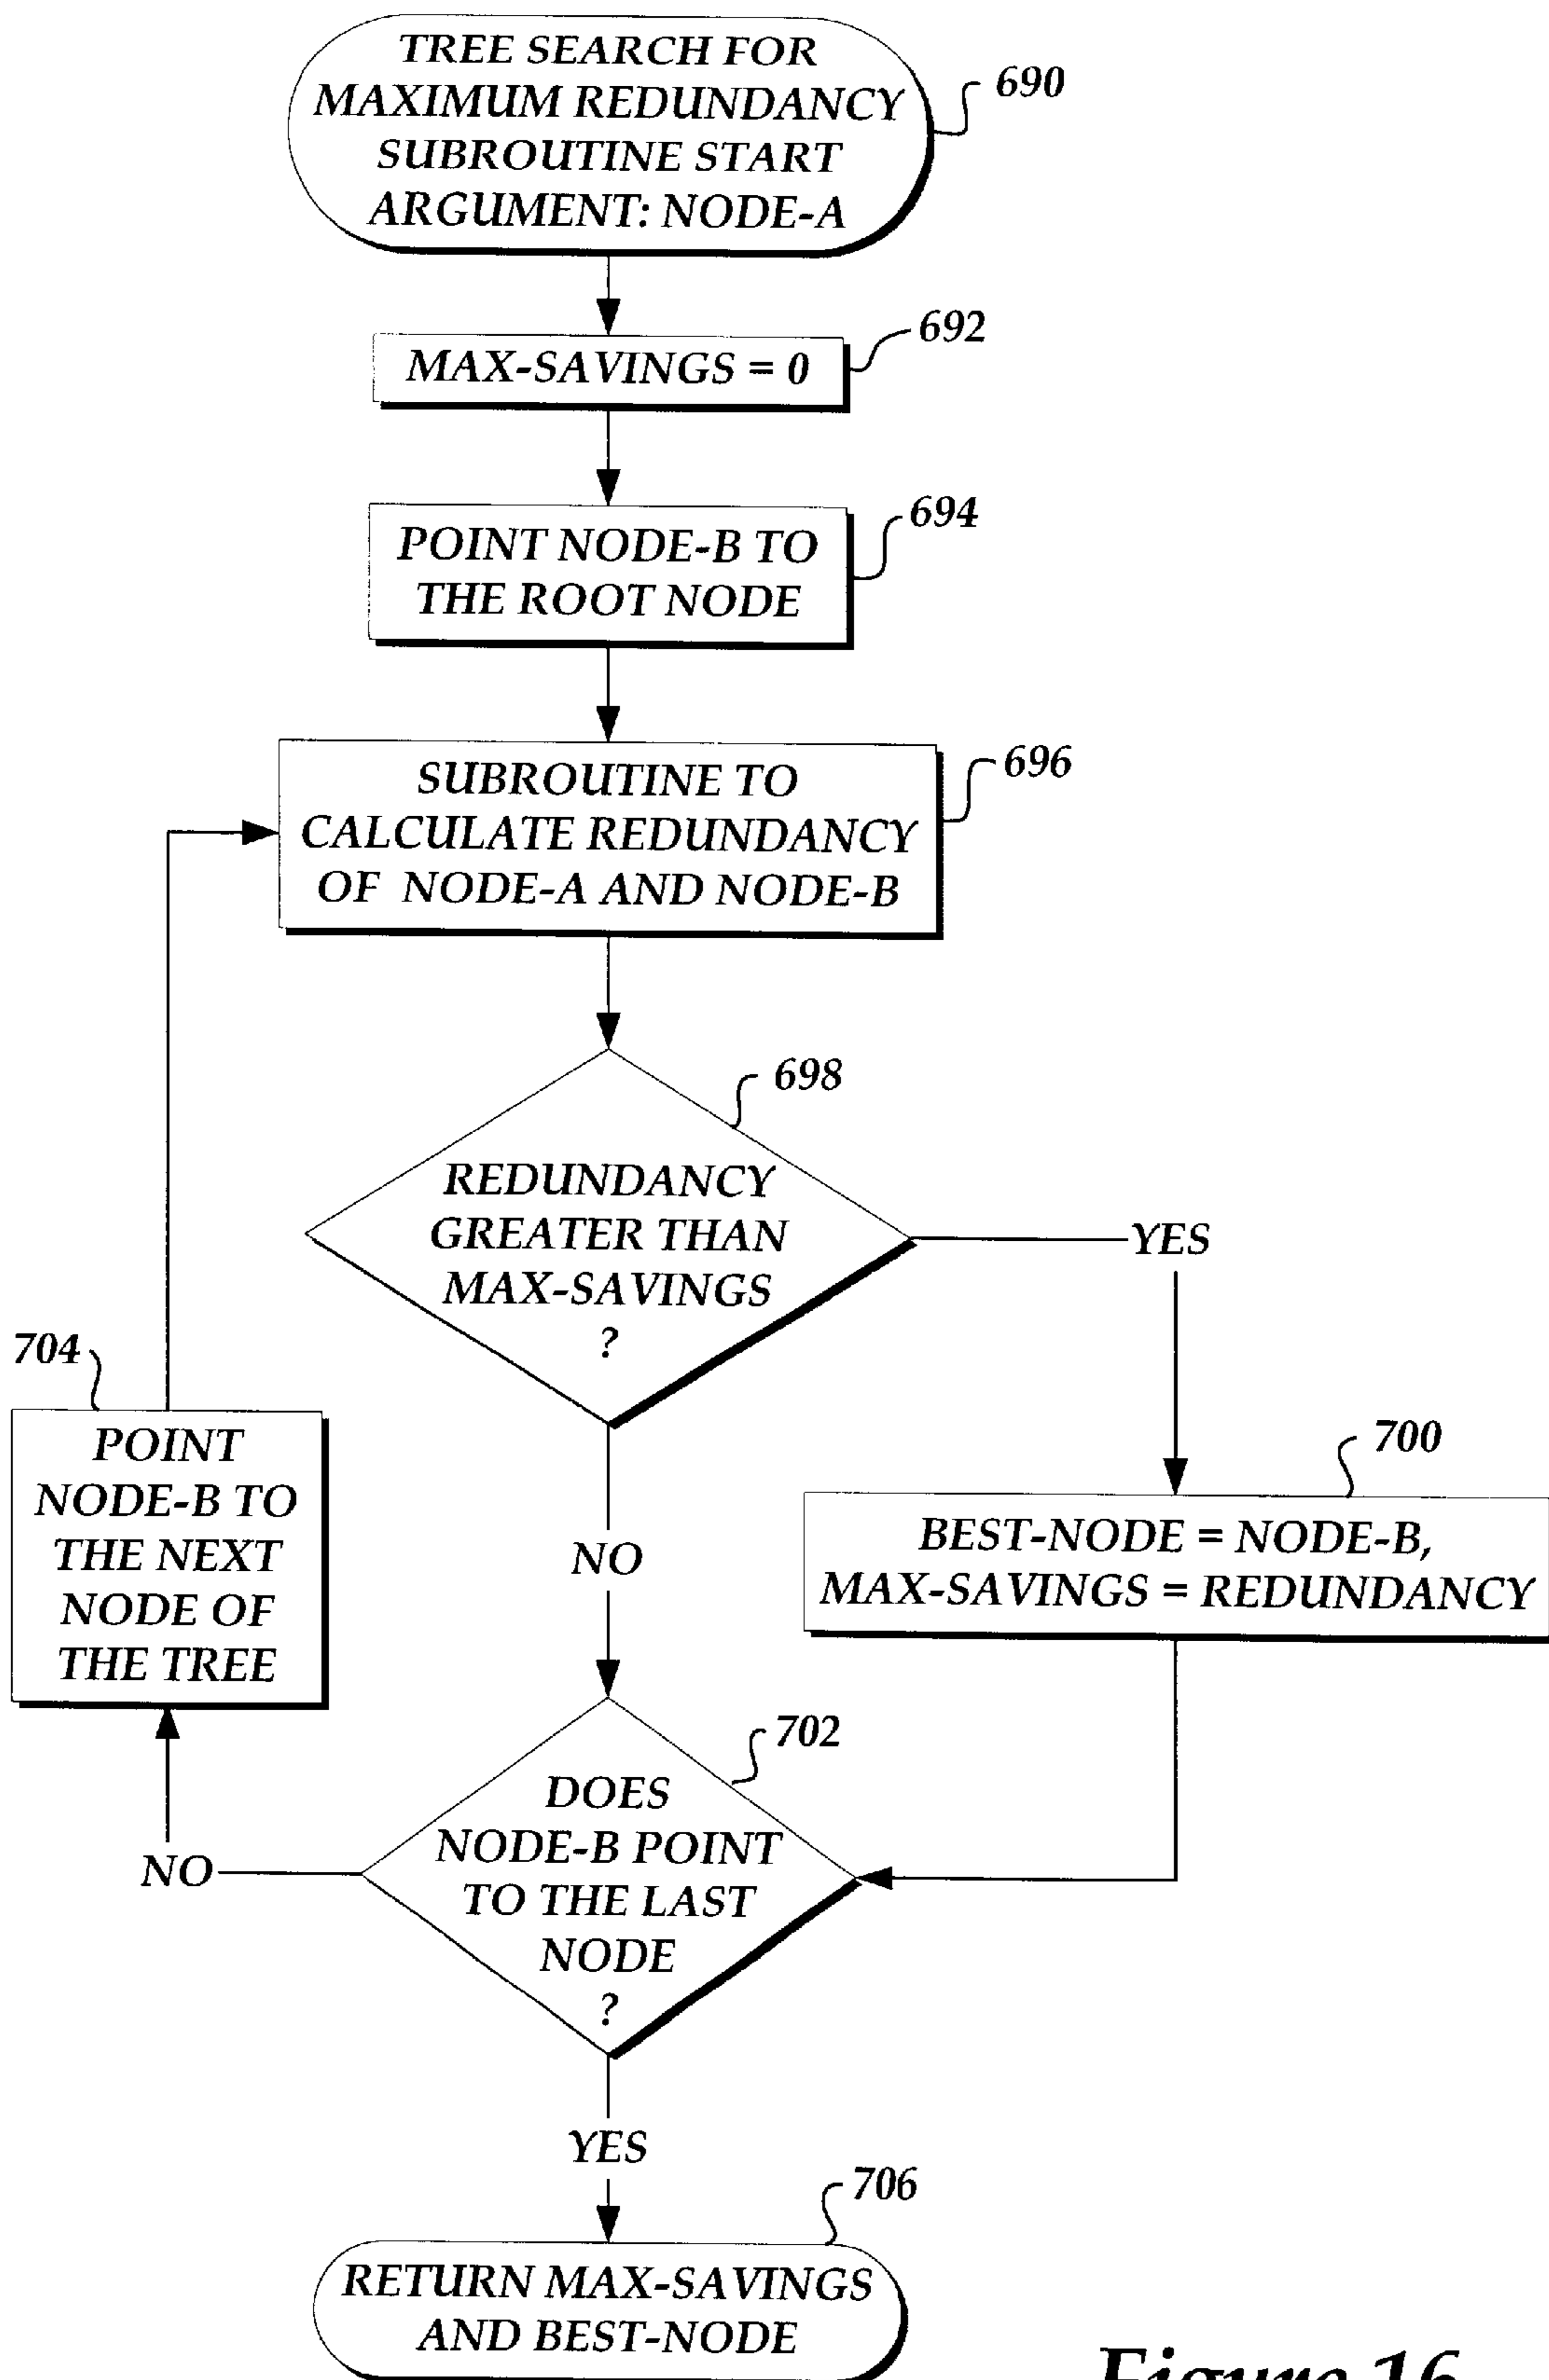 TREE SEARCH FOR
MAXIMUM REDUNDANCY
SUBROUTINE START
ARGUMENT: NODE-A
690
MAX-SAVINGS = 0
692
POINT NODE-B TO
THE ROOT NODE
694
SUBROUTINE TO
CALCULATE REDUNDANCY
OF NODE-A AND NODE-B
696
REDUNDANCY
GREATER THAN
MAX-SAVINGS
?
698
YES
NO
704
POINT
NODE-B TO
THE NEXT
NODE OF
THE TREE
700
BEST-NODE = NODE-B,
MAX-SAVINGS = REDUNDANCY
702
DOES
NODE-B POINT
TO THE LAST
NODE
?
NO
YES
706
RETURN MAX-SAVINGS
AND BEST-NODE
Figure 16